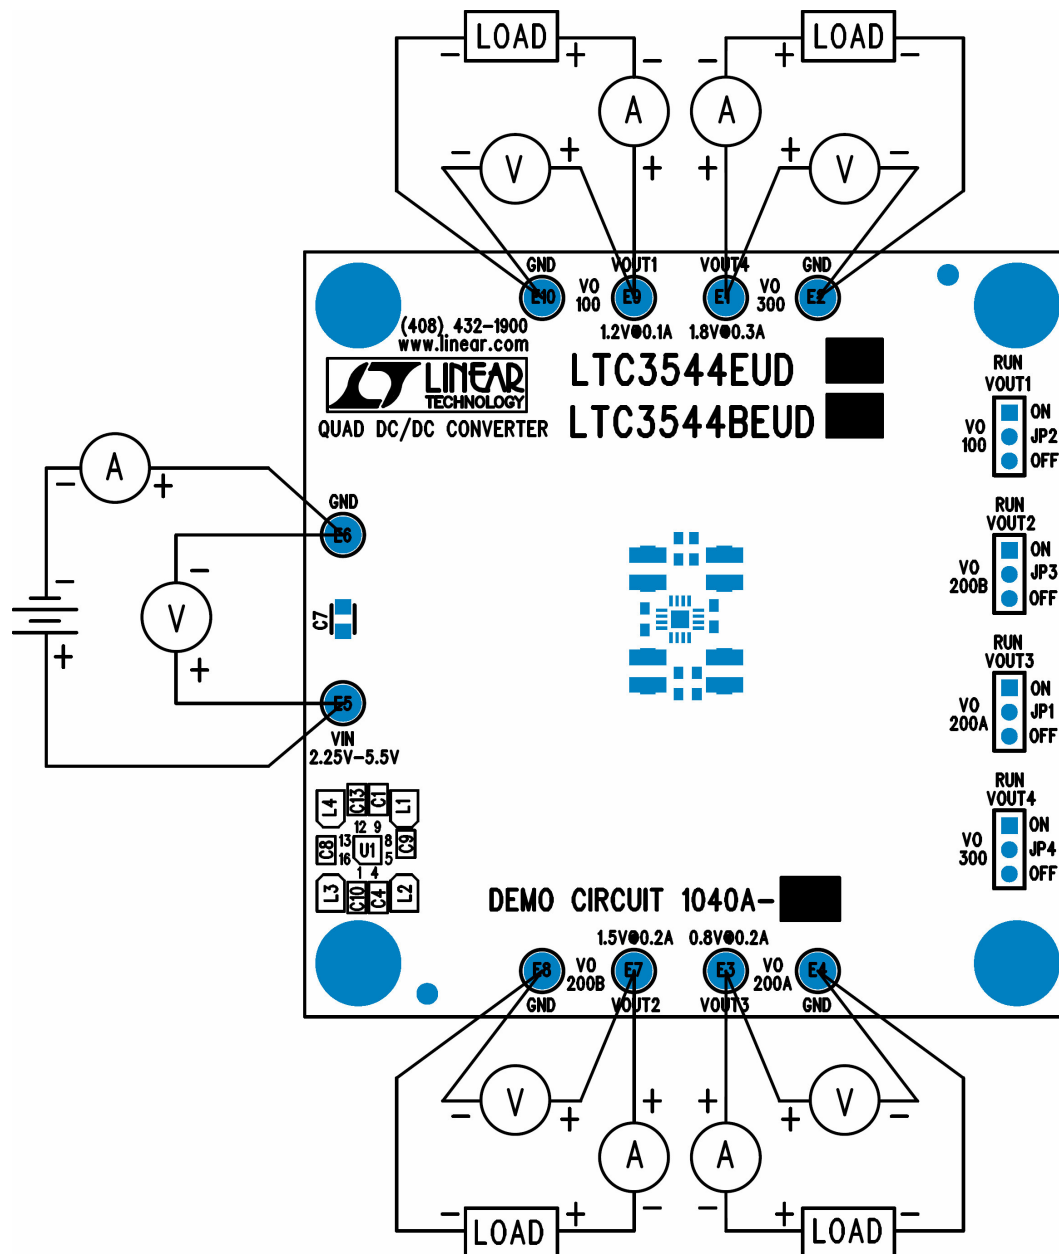 LOAD
LOAD
- + - - + -
A
A
- V +
+ V -
+ +
GND VOUT1 VOUT4 GND
E10 VO 100 E9 E1 VO 300 E2
1.2V@0.1A 1.8V@0.3A
(408) 432-1900
www.linear.com
LINEAR
TECHNOLOGY
QUAD DC/DC CONVERTER
LTC3544EUD
LTC3544BEUD
RUN
VOUT1
VO
100
ON
JP2
OFF
RUN
VOUT2
VO
200B
ON
JP3
OFF
RUN
VOUT3
VO
200A
ON
JP1
OFF
RUN
VOUT4
VO
300
ON
JP4
OFF
- A +
GND
E6
-
-
V
C7
+
+
E5
VIN
2.25V-5.5V
L4 C13 C1 L1
12 9
C8 13 16 U1 8 5 C9
1 4
L3 C10 C4 L2
DEMO CIRCUIT 1040A-
1.5V@0.2A 0.8V@0.2A
E8 VO 200B E7 E3 VO 200A E4
GND VOUT2 VOUT3 GND
- V +
+ V -
+ +
A
A
- + - - + -
LOAD
LOAD